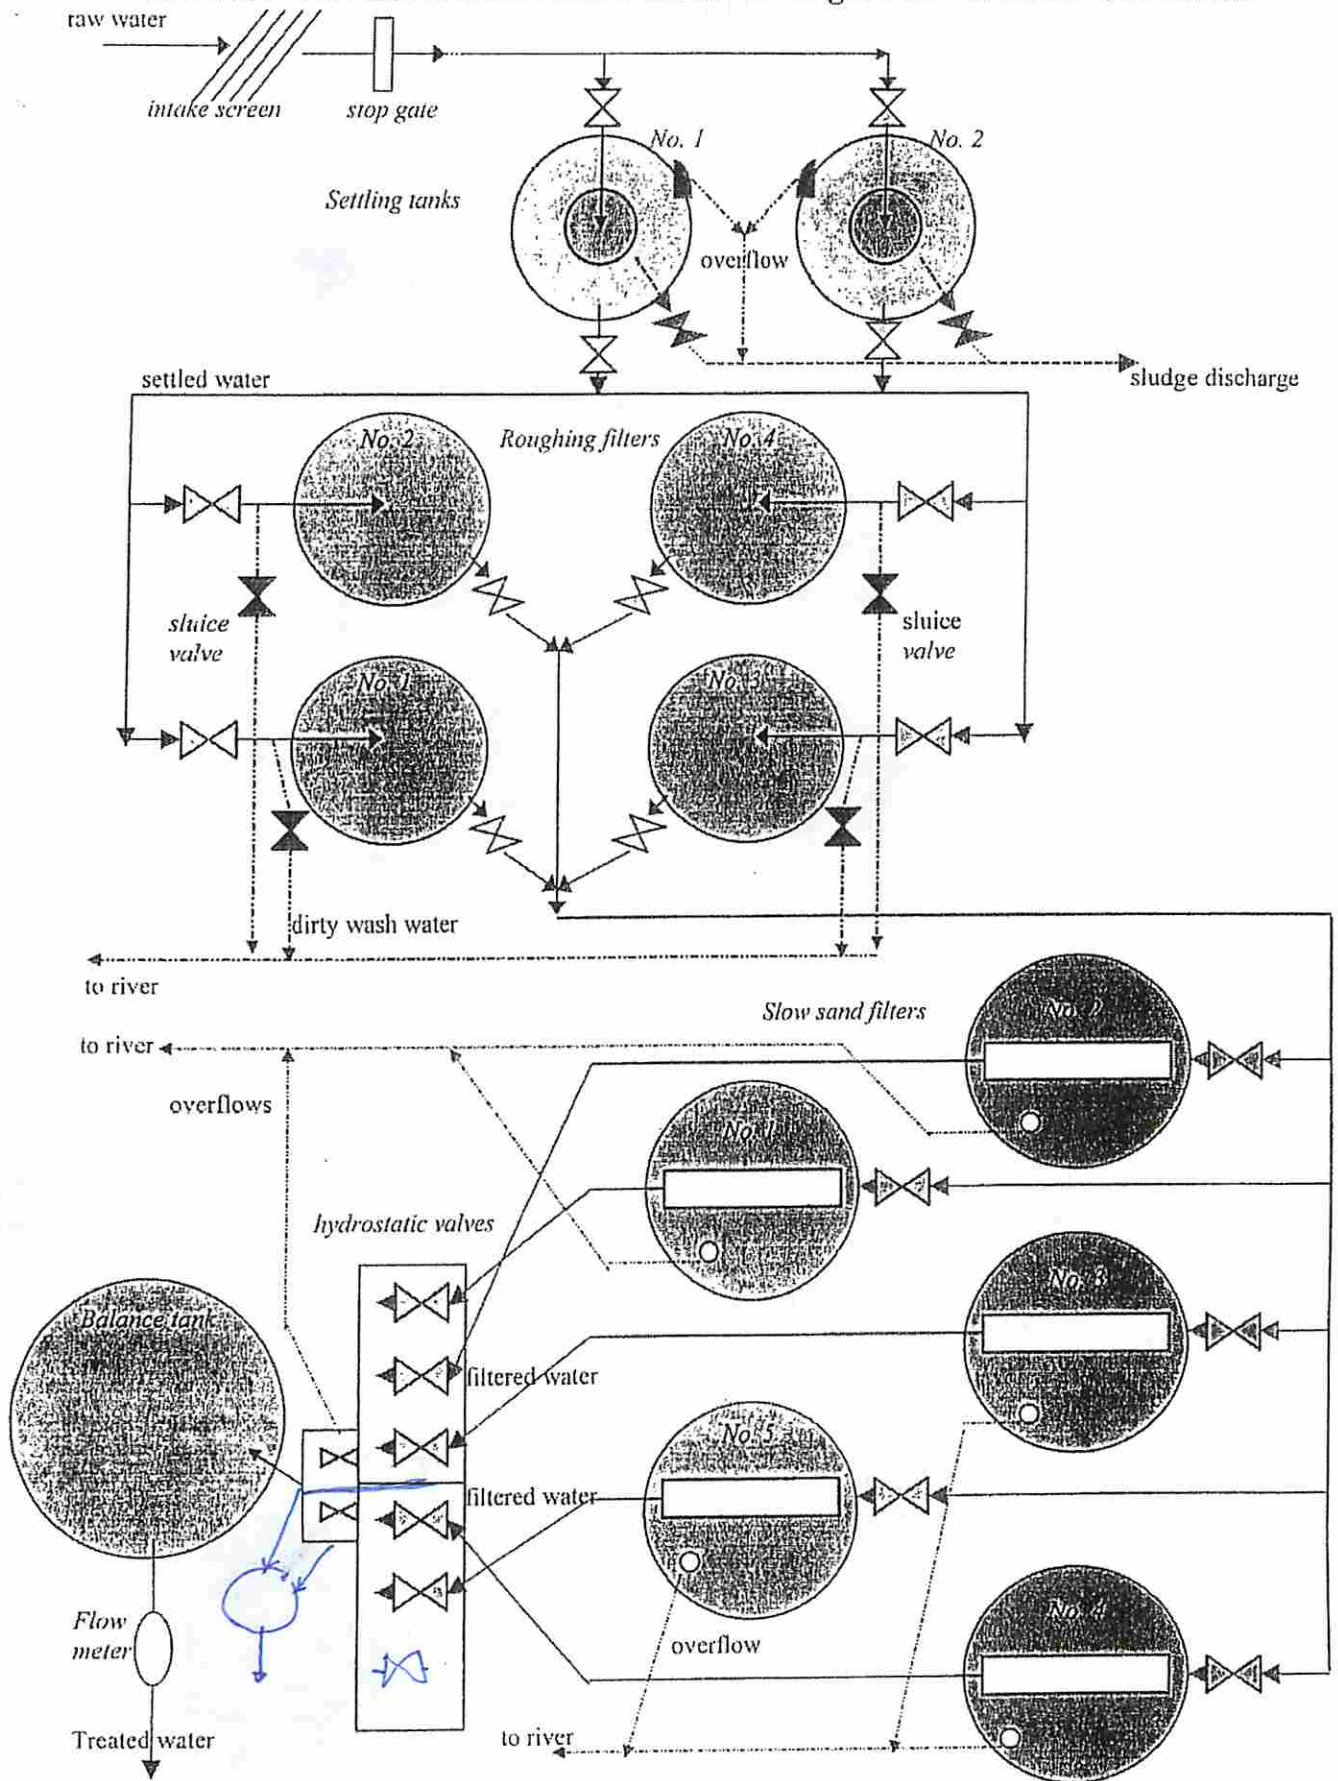 raw water
intake screen
stop gate
No. 1
No. 2
Settling tanks
overflow
settled water
sludge discharge
No. 2
Roughing filters
No. 4
sluice
valve
sluice
valve
No. 1
No. 3
dirty wash water
to river
Slow sand filters
No. 2
to river
overflows
No. 1
hydrostatic valves
No. 3
Balance tank
filtered water
No. 5
filtered water
No. 4
Flow
meter
overflow
Treated water
to river